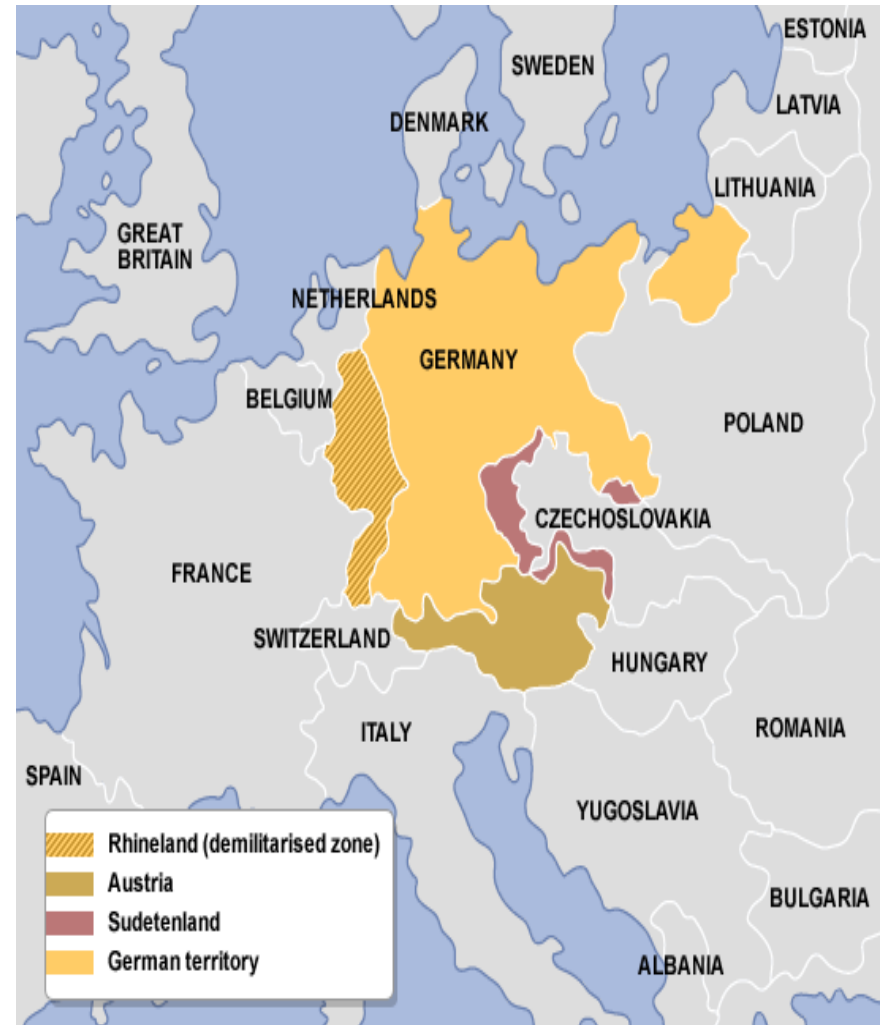 ESTONIA
SWEDEN
LATVIA
DENMARK
LITHUANIA
GREAT
BRITAIN
NETHERLANDS
GERMANY
BELGIUM
POLAND
CZECHOSLOVAKIA
FRANCE
SWITZERLAND
HUNGARY
ITALY
ROMANIA
SPAIN
YUGOSLAVIA
BULGARIA
ALBANIA
Rhineland (demilitarised zone)
Austria
Sudetenland
German territory